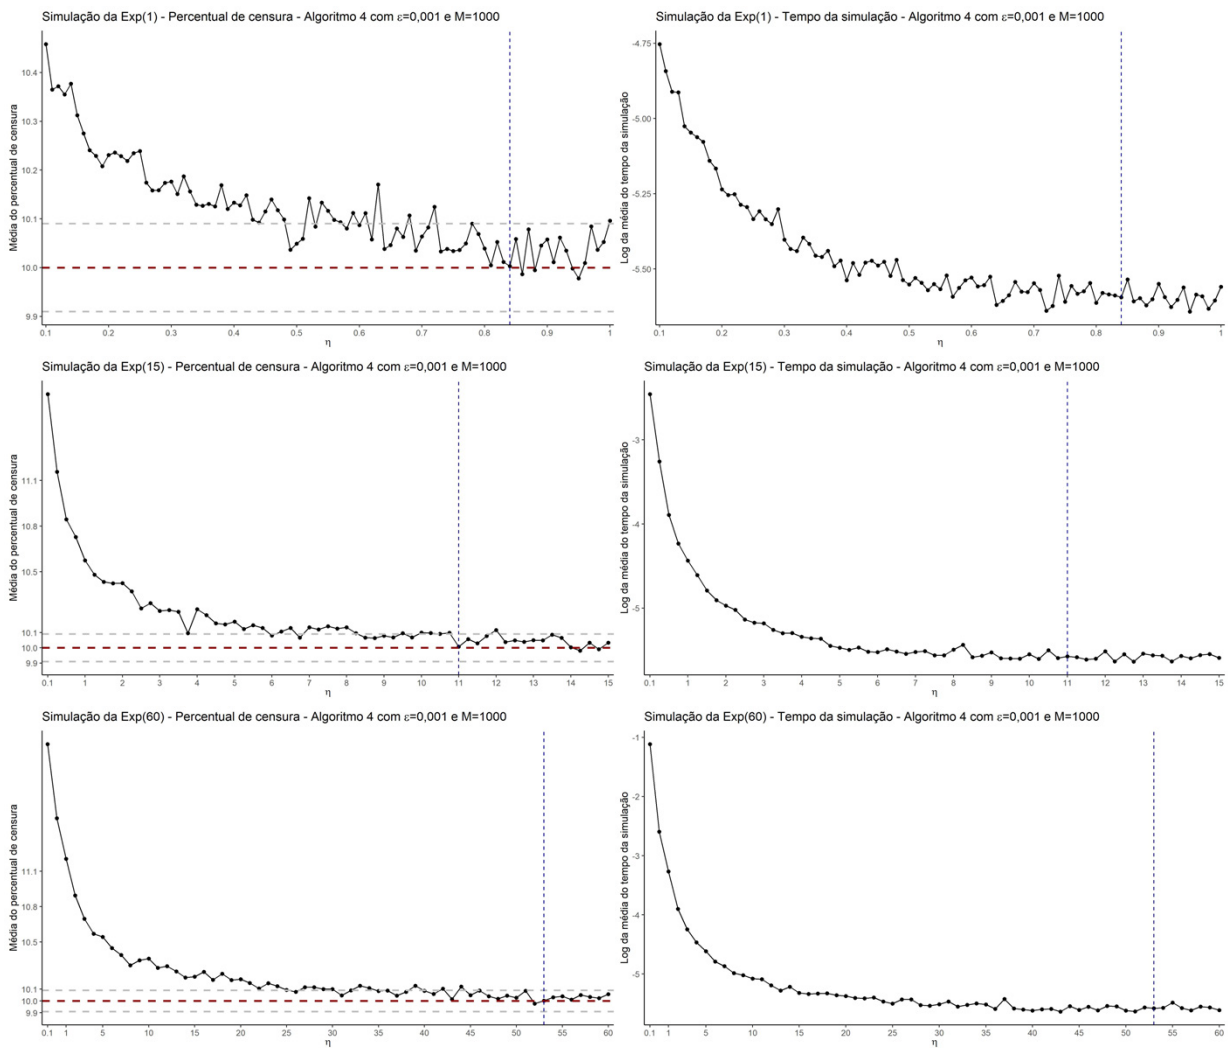 Simulação da Exp(1) - Percentual de censura - Algoritmo 4 com ε=0,001 e M=1000
Média do percentual de censura
10.4
10.3
10.2
10.1
10.0
9.9
0.1 0.2 0.3 0.4 0.5 0.6 0.7 0.8 0.9 1
η
Simulação da Exp(1) - Tempo da simulação - Algoritmo 4 com ε=0,001 e M=1000
Log da média do tempo da simulação
-4.75
-5.00
-5.25
-5.50
0.1 0.2 0.3 0.4 0.5 0.6 0.7 0.8 0.9 1
η
Simulação da Exp(15) - Percentual de censura - Algoritmo 4 com ε=0,001 e M=1000
Média do percentual de censura
11.1
10.8
10.5
10.1
10.0
9.9
0.1 1 2 3 4 5 6 7 8 9 10 11 12 13 14 15
η
Simulação da Exp(15) - Tempo da simulação - Algoritmo 4 com ε=0,001 e M=1000
Log da média do tempo da simulação
-3
-4
-5
0.1 1 2 3 4 5 6 7 8 9 10 11 12 13 14 15
η
Simulação da Exp(60) - Percentual de censura - Algoritmo 4 com ε=0,001 e M=1000
Média do percentual de censura
11.1
10.8
10.5
10.1
10.0
9.9
0.1 1 5 10 15 20 25 30 35 40 45 50 55 60
η
Simulação da Exp(60) - Tempo da simulação - Algoritmo 4 com ε=0,001 e M=1000
Log da média do tempo da simulação
-1
-2
-3
-4
-5
0.1 1 5 10 15 20 25 30 35 40 45 50 55 60
η